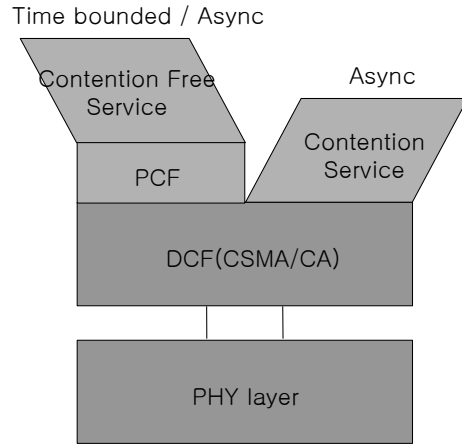 Time bounded / Async
Contention Free
Service
Async
Contention
Service
PCF
DCF(CSMA/CA)
PHY layer